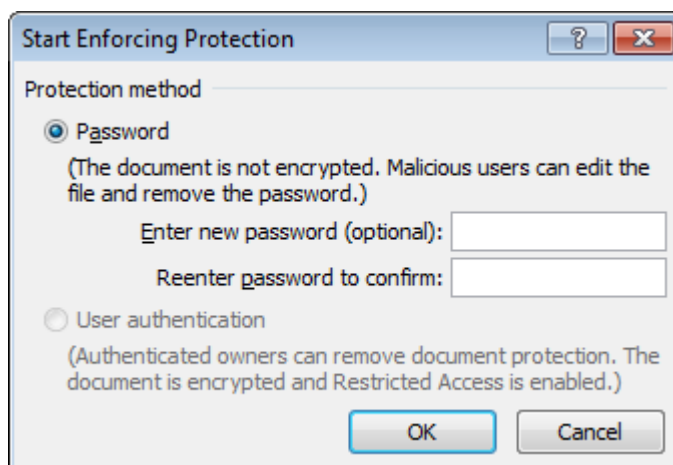 Start Enforcing Protection
Protection method
Password
(The document is not encrypted. Malicious users can edit the
file and remove the password.)
Enter new password (optional):
Reenter password to confirm:
User authentication
(Authenticated owners can remove document protection. The
document is encrypted and Restricted Access is enabled.)
OK Cancel